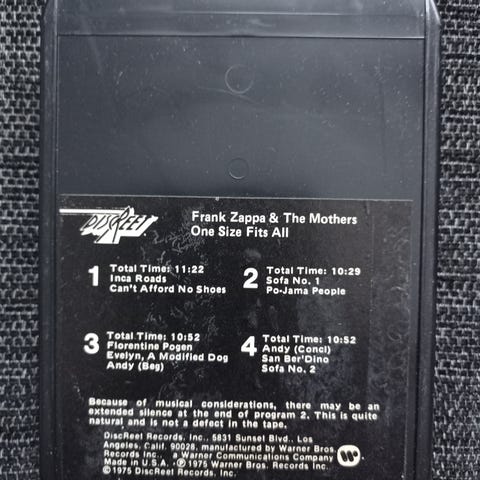 DISCREET
Frank Zappa & The Mothers
One Size Fits All
1 Total Time: 11:22
Inca Roads
Can't Afford No Shoes
2 Total Time: 10:29
Sofa No. 1
Po-Jama People
3 Total Time: 10:52
Florentine Pogen
Evelyn, A Modified Dog
Andy (Beg)
4 Total Time: 10:52
Andy (Concl)
San Ber'Dino
Sofa No. 2
Because of musical considerations, there may be an
extended silence at the end of program 2. This is quite
natural and is not a defect in the tape.
DiscReet Records, Inc., 5831 Sunset Blvd., Los
Angeles, Calif. 90028, manufactured by Warner Bros.
Records Inc., a Warner Communications Company
Made in U.S.A. ℗ 1975 Warner Bros. Records Inc.
© 1975 DiscReet Records, Inc.